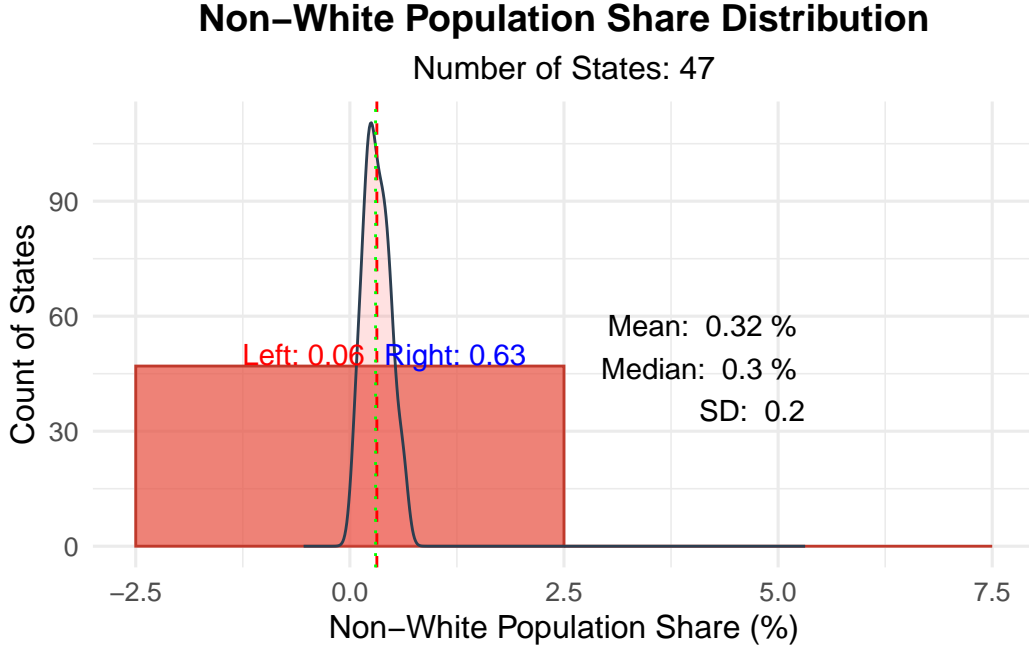 Non−White Population Share Distribution
Number of States: 47
Count of States
90
60
30
0
Left: 0.06
Right: 0.63
Mean:  0.32 %
Median:  0.3 %
SD:  0.2
−2.5
0.0
2.5
5.0
7.5
Non−White Population Share (%)